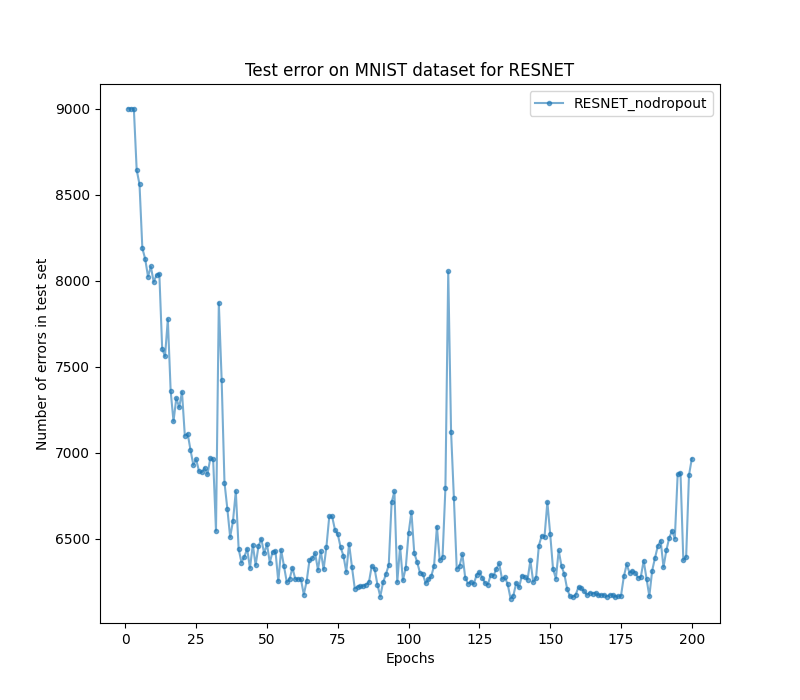 Test error on MNIST dataset for RESNET
RESNET_nodropout
Number of errors in test set
9000
8500
8000
7500
7000
6500
0 25 50 75 100 125 150 175 200
Epochs